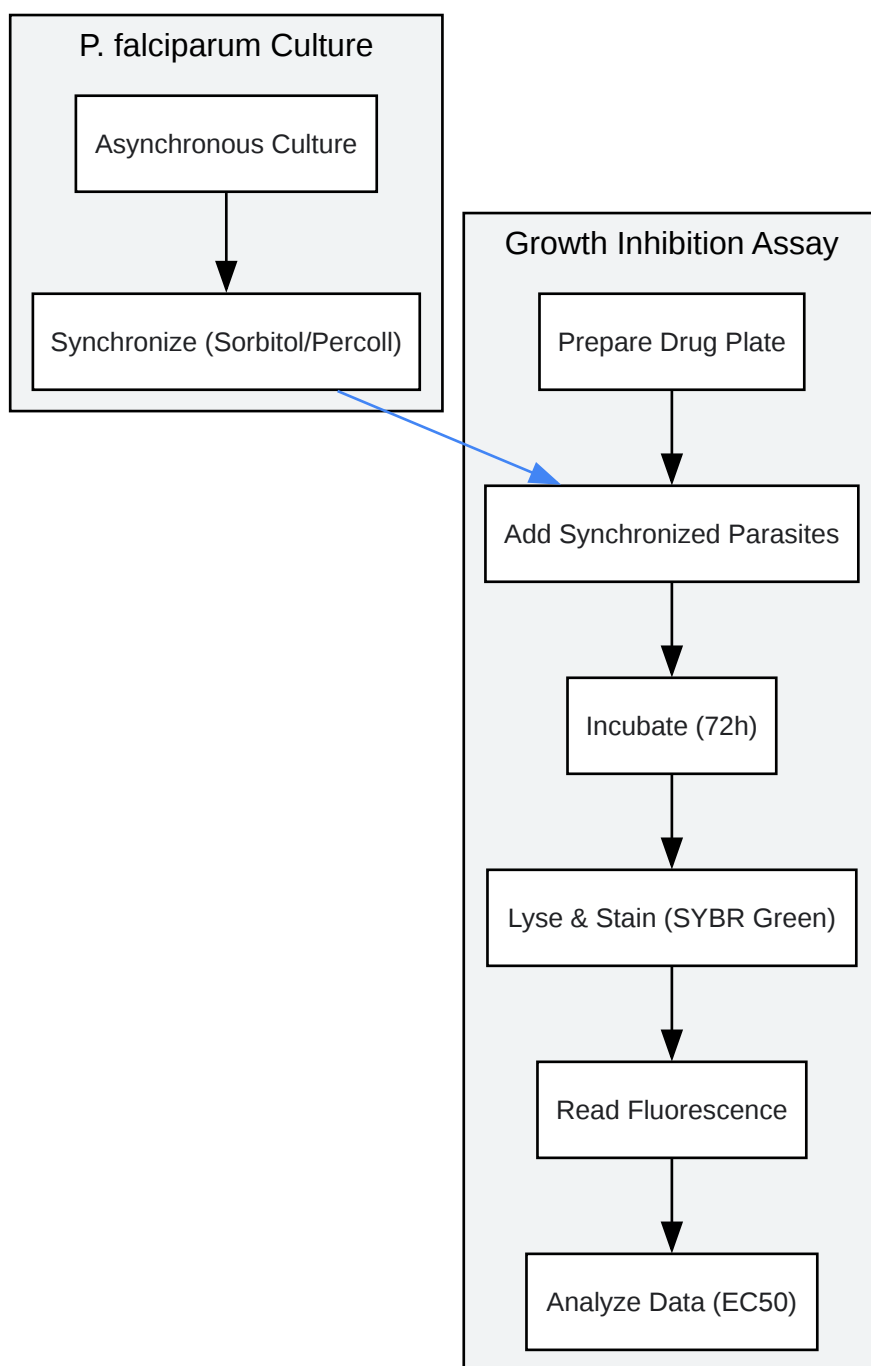 P. falciparum Culture
Asynchronous Culture
Synchronize (Sorbitol/Percoll)
Growth Inhibition Assay
Prepare Drug Plate
Add Synchronized Parasites
Incubate (72h)
Lyse & Stain (SYBR Green)
Read Fluorescence
Analyze Data (EC50)